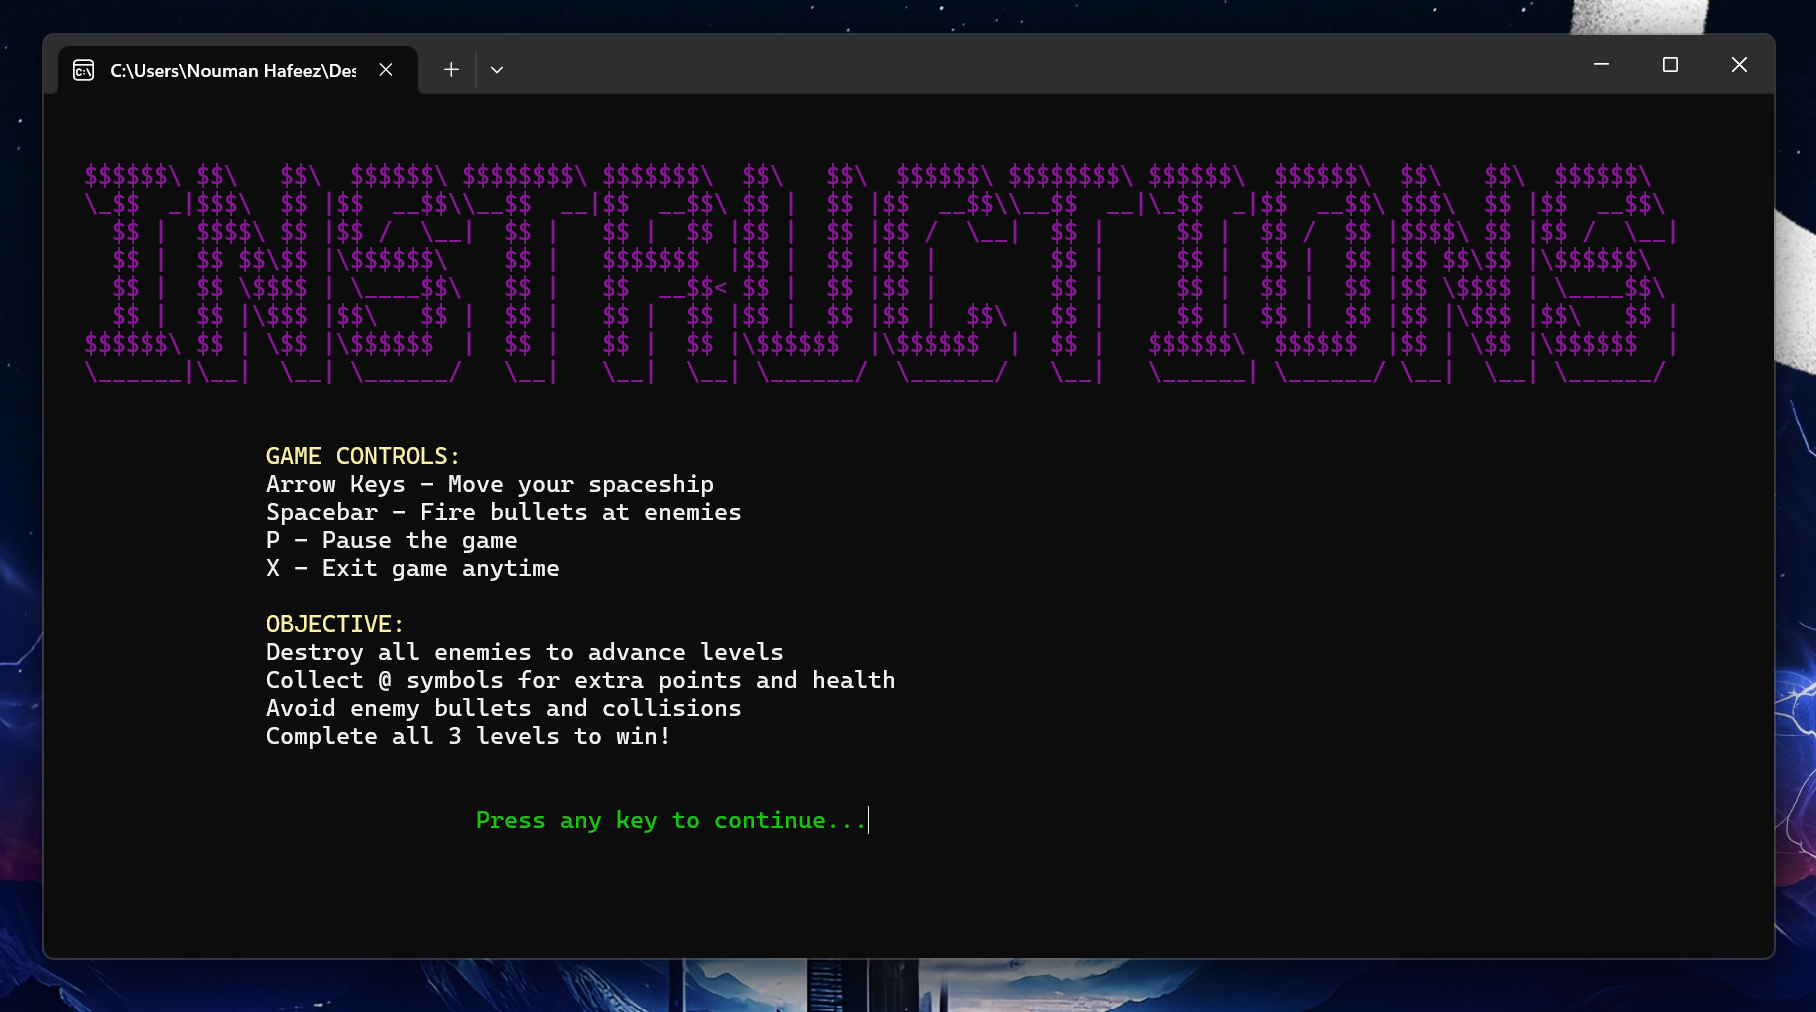 C:\Users\Nouman Hafeez\Des
INSTRUCTIONS
GAME CONTROLS:
Arrow Keys - Move your spaceship
Spacebar - Fire bullets at enemies
P - Pause the game
X - Exit game anytime
OBJECTIVE:
Destroy all enemies to advance levels
Collect @ symbols for extra points and health
Avoid enemy bullets and collisions
Complete all 3 levels to win!
Press any key to continue...